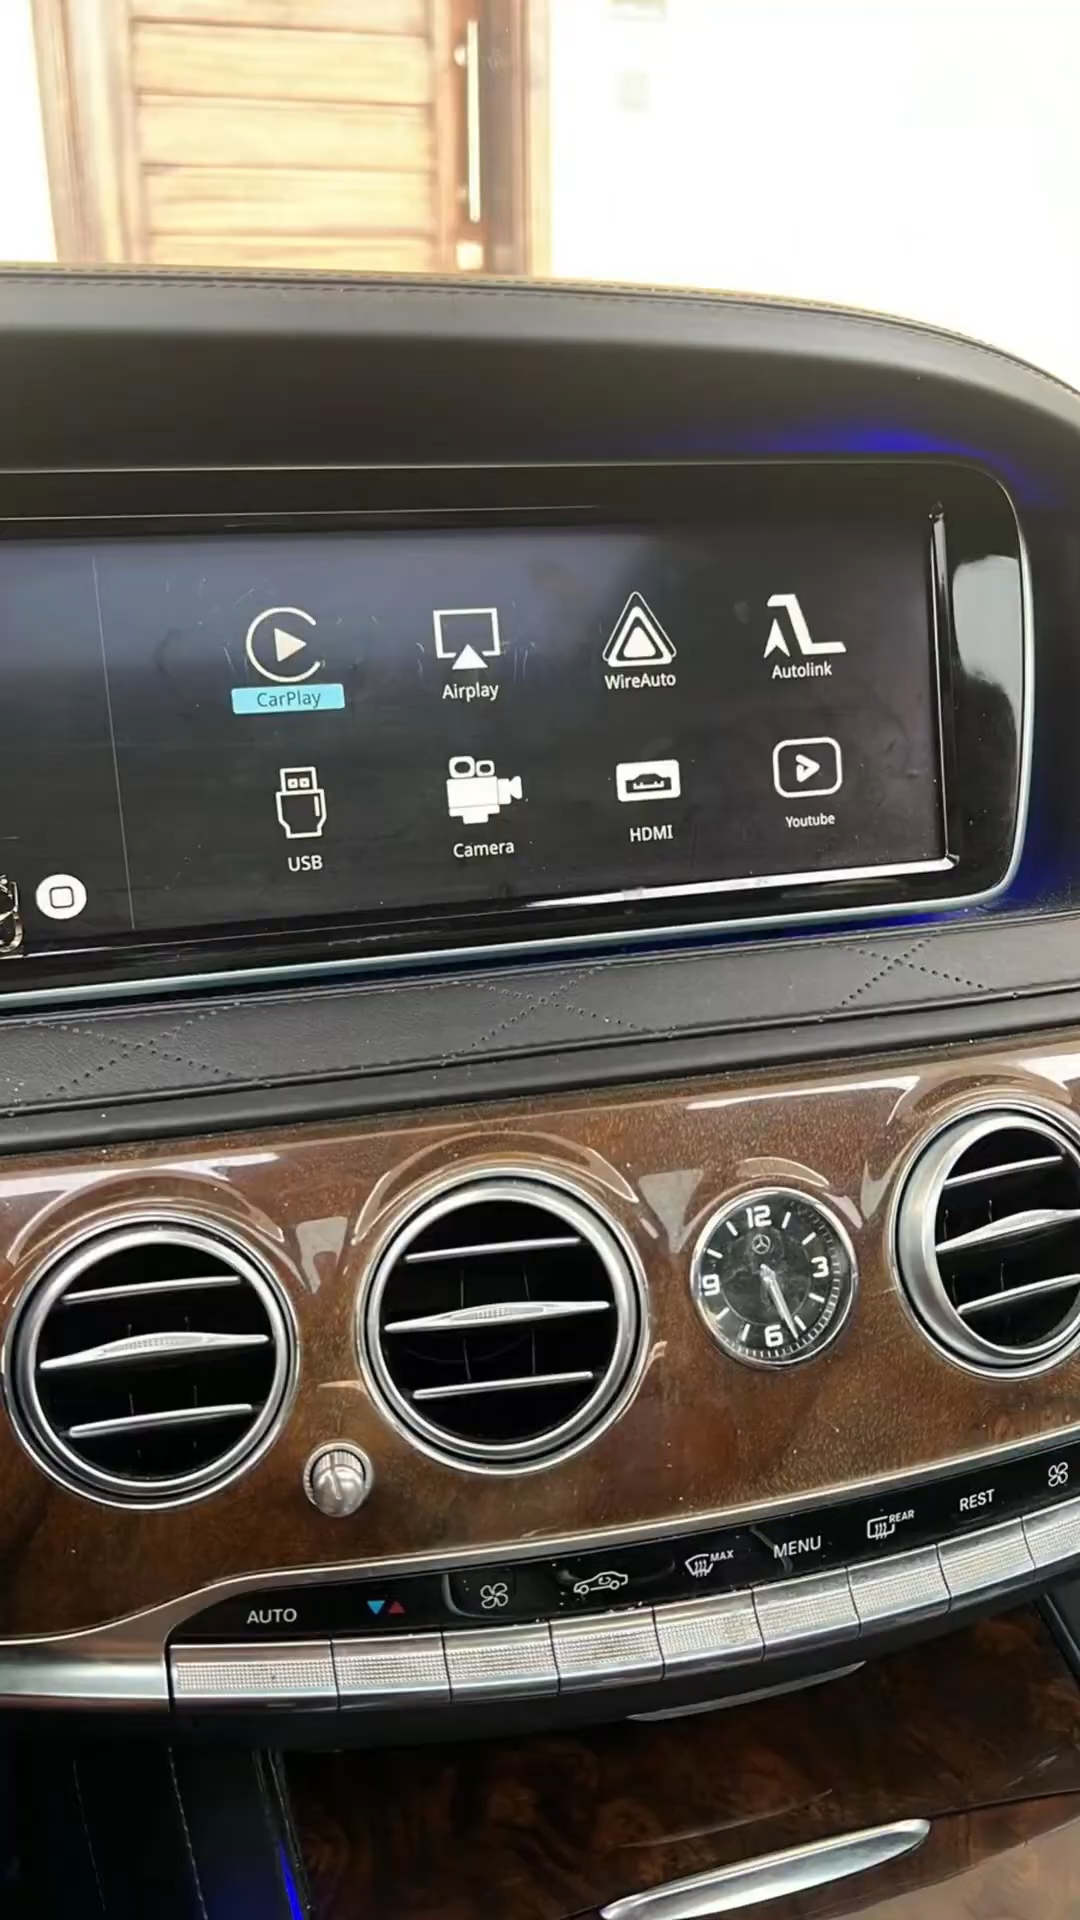 CarPlay
Airplay
WireAuto
Autolink
USB
Camera
HDMI
Youtube
12
3
6
9
AUTO
MAX
MENU
REAR
REST